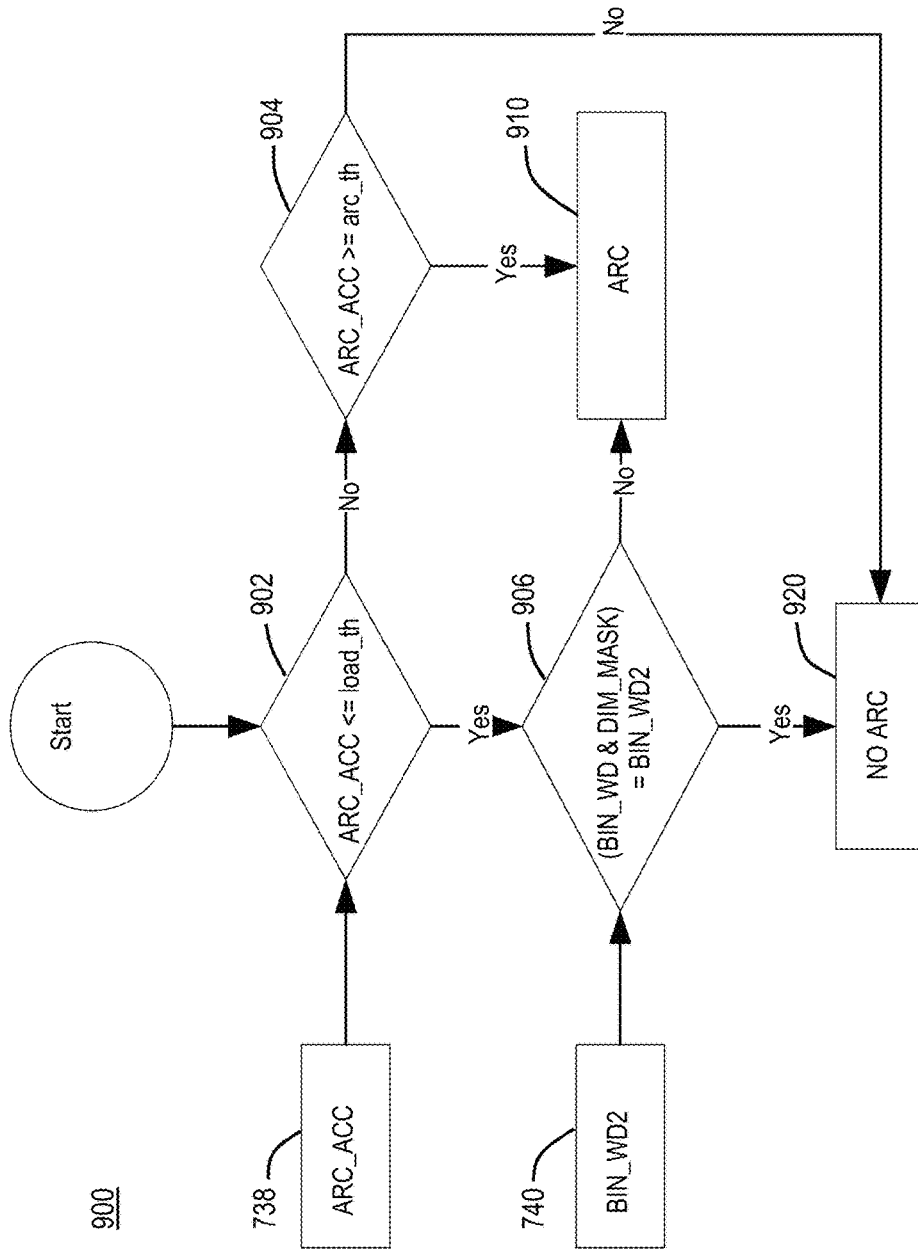 900
Start
902
904
738
ARC_ACC
ARC_ACC <= load_th
No
ARC_ACC >= arc_th
No
Yes
Yes
906
910
740
BIN_WD2
(BIN_WD & DIM_MASK)
= BIN_WD2
No
ARC
Yes
920
NO ARC